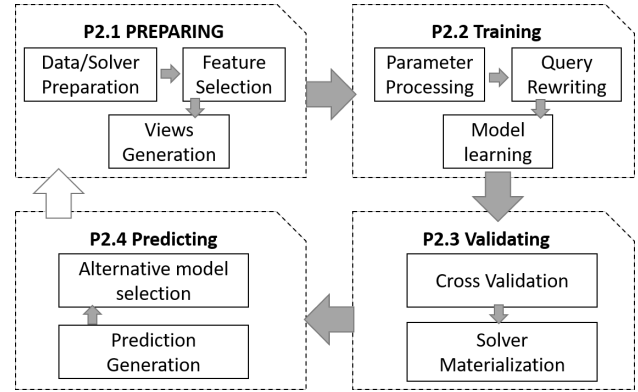 P2.1 PREPARING
Data/Solver
Preparation
Feature
Selection
Views
Generation
P2.2 Training
Parameter
Processing
Query
Rewriting
Model
learning
P2.4 Predicting
Alternative model
selection
Prediction
Generation
P2.3 Validating
Cross Validation
Solver
Materialization